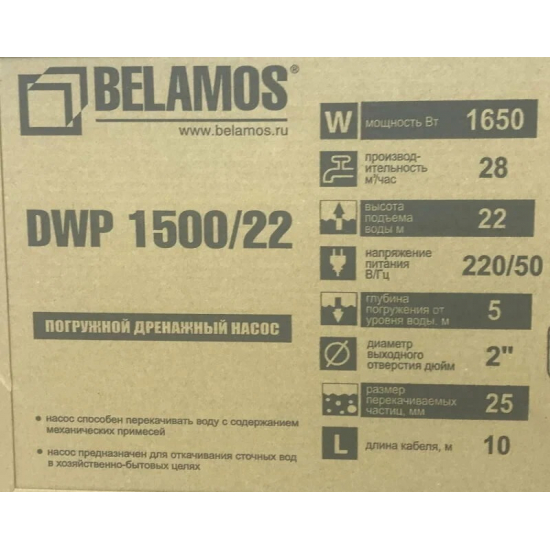 BELAMOS®
www.belamos.ru
DWP 1500/22
ПОГРУЖНОЙ ДРЕНАЖНЫЙ НАСОС
• насос способен перекачивать воду с содержанием
механических примесей
• насос предназначен для откачивания сточных вод
в хозяйственно-бытовых целях
W мощность Вт 1650
производ-
ительность
м³/час
28
высота
подъема
воды м
22
напряжение
питания
В/Гц
220/50
глубина
погружения от
уровня воды, м
5
диаметр
выходного
отверстия дюйм
2"
размер
перекачиваемых
частиц, мм
25
L длина кабеля, м 10